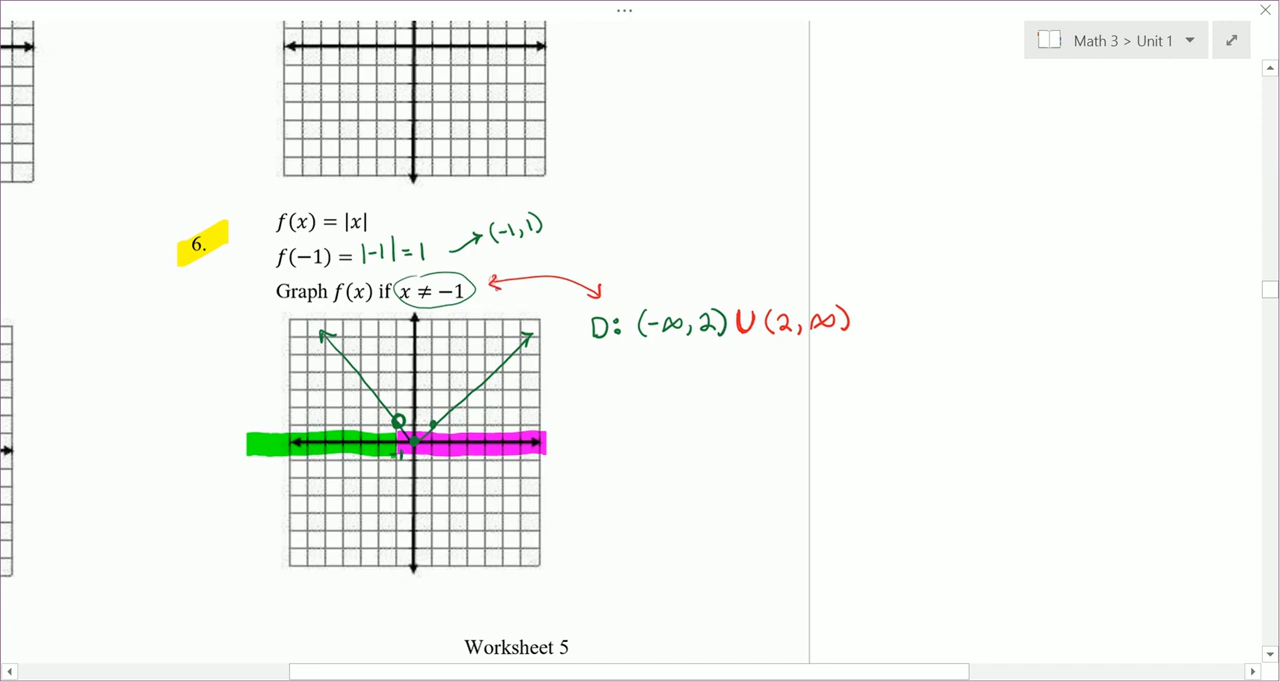 Math 3 > Unit 1
6.
f(x) = |x|
f(−1) = |-1| = 1 → (-1, 1)
Graph f(x) if x ≠ −1
D: (-∞, 2) ∪ (2, ∞)
-1
Worksheet 5